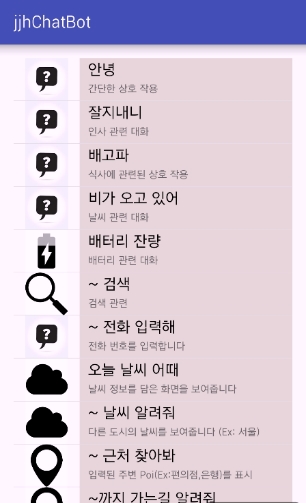 jjhChatBot
안녕
간단한 상호 작용
잘지내니
인사 관련 대화
배고파
식사에 관련된 상호 작용
비가 오고 있어
날씨 관련 대화
배터리 잔량
배터리 관련 대화
~ 검색
검색 관련
~ 전화 입력해
전화 번호를 입력합니다
오늘 날씨 어때
날씨 정보를 담은 화면을 보여줍니다
~ 날씨 알려줘
다른 도시의 날씨를 보여줍니다 (Ex: 서울)
~ 근처 찾아봐
입력된 주변 Poi(Ex:편의점,은행)를 표시
~까지 가는길 알려줘